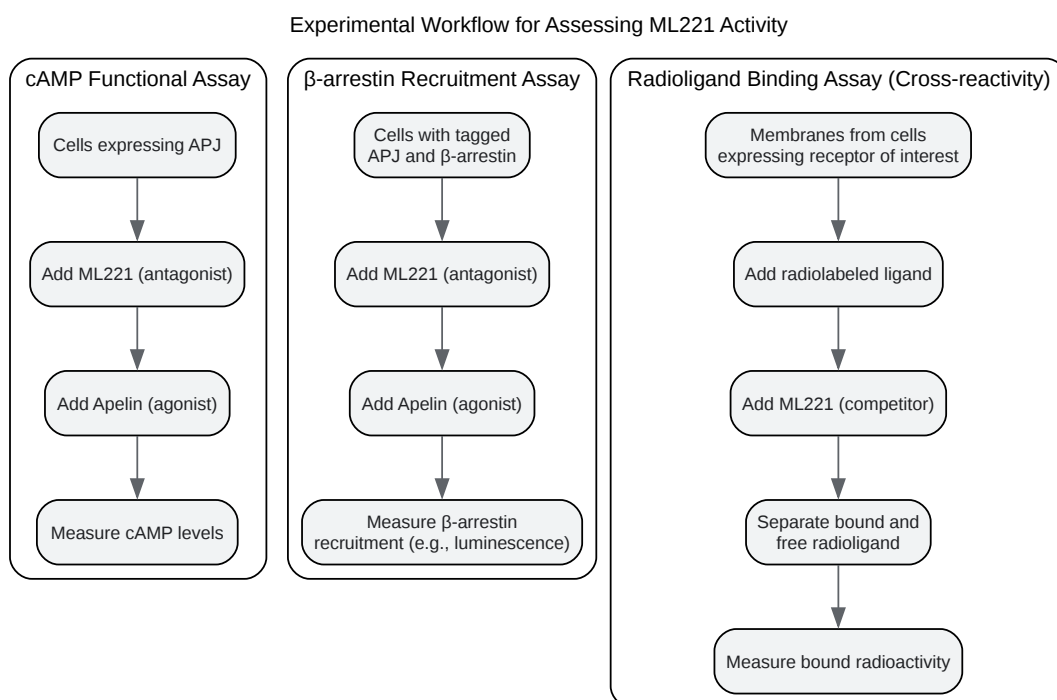 Experimental Workflow for Assessing ML221 Activity
cAMP Functional Assay
Cells expressing APJ
Add ML221 (antagonist)
Add Apelin (agonist)
Measure cAMP levels
β-arrestin Recruitment Assay
Cells with tagged
APJ and β-arrestin
Add ML221 (antagonist)
Add Apelin (agonist)
Measure β-arrestin
recruitment (e.g., luminescence)
Radioligand Binding Assay (Cross-reactivity)
Membranes from cells
expressing receptor of interest
Add radiolabeled ligand
Add ML221 (competitor)
Separate bound and
free radioligand
Measure bound radioactivity